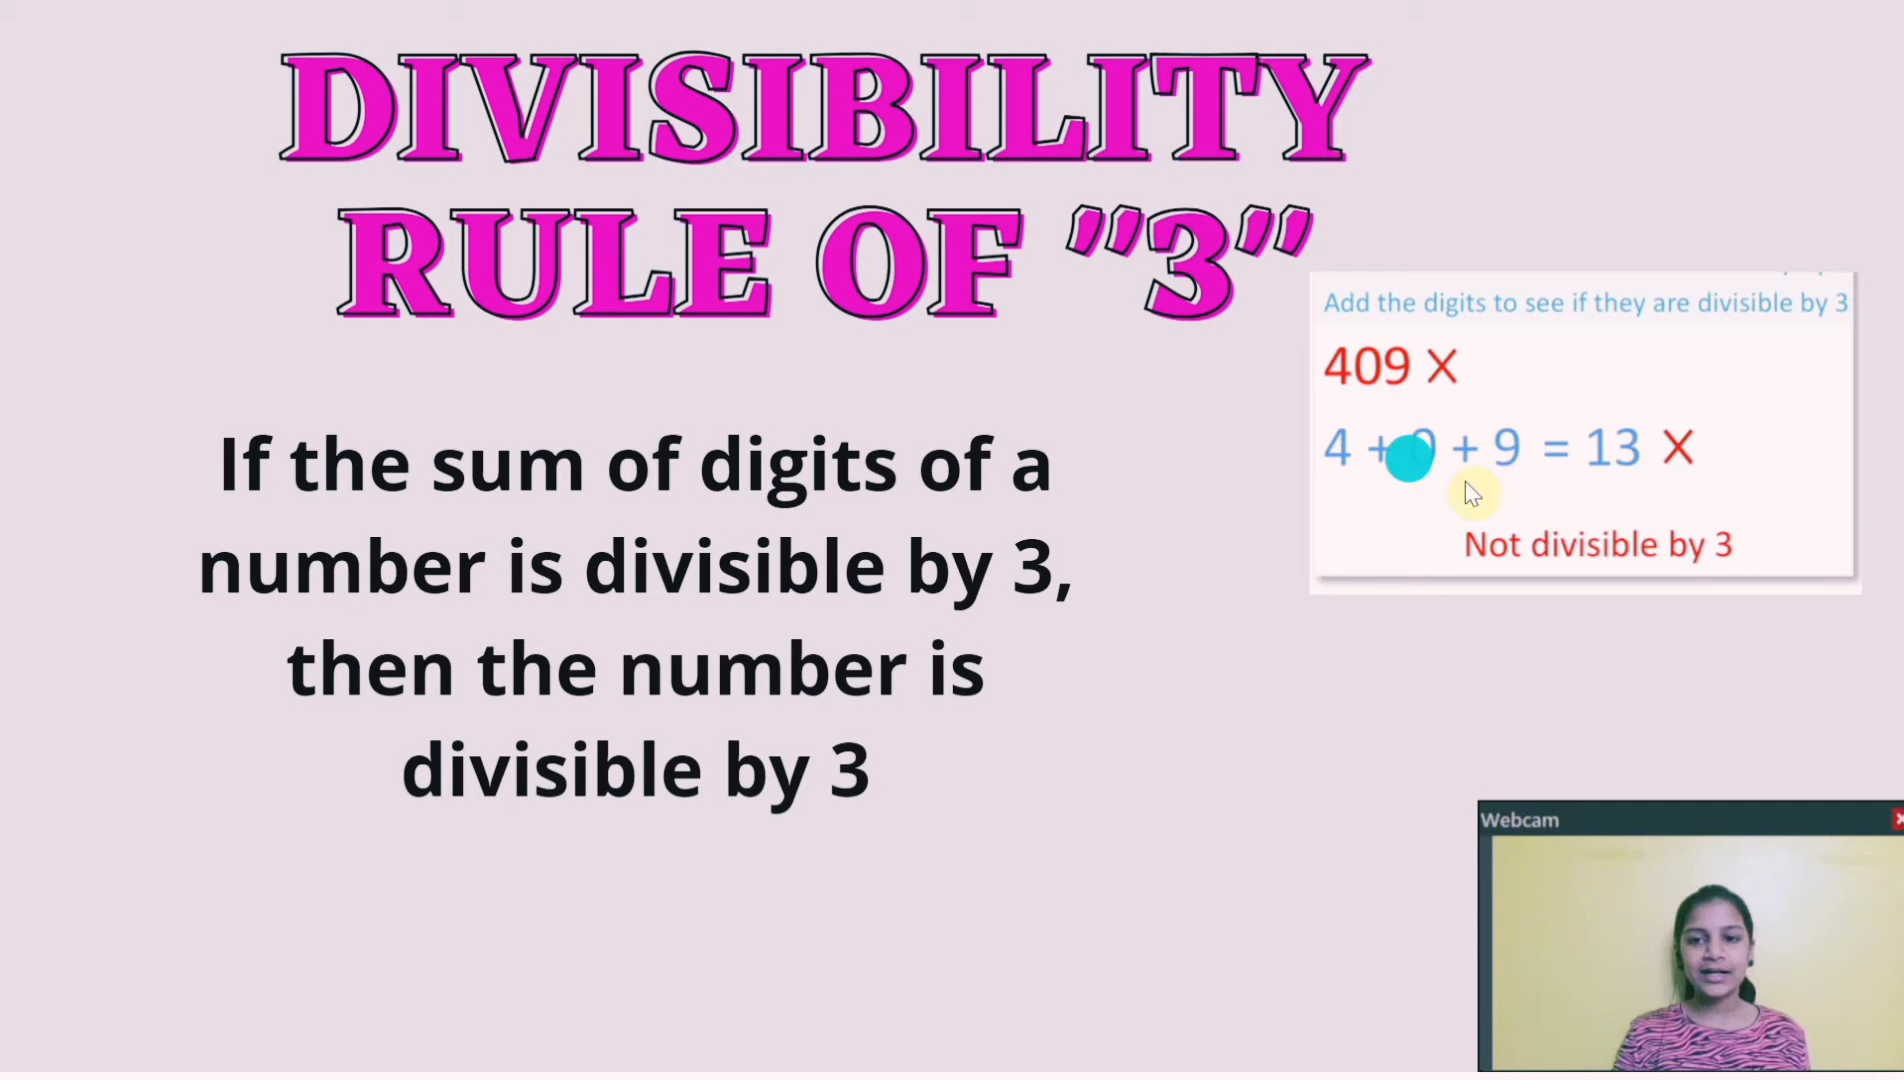 DIVISIBILITY
RULE OF "3"
Add the digits to see if they are divisible by 3
409 X
4 + 0 + 9 = 13 X
Not divisible by 3
If the sum of digits of a
number is divisible by 3,
then the number is
divisible by 3
Webcam